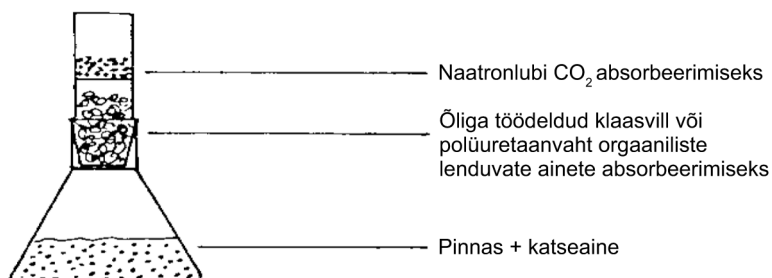 Naatronlubi CO2 absorbeerimiseks
Õliga töödeldud klaasvill või
polüuretaanvaht orgaaniliste
lenduvate ainete absorbeerimiseks
Pinnas + katseaine